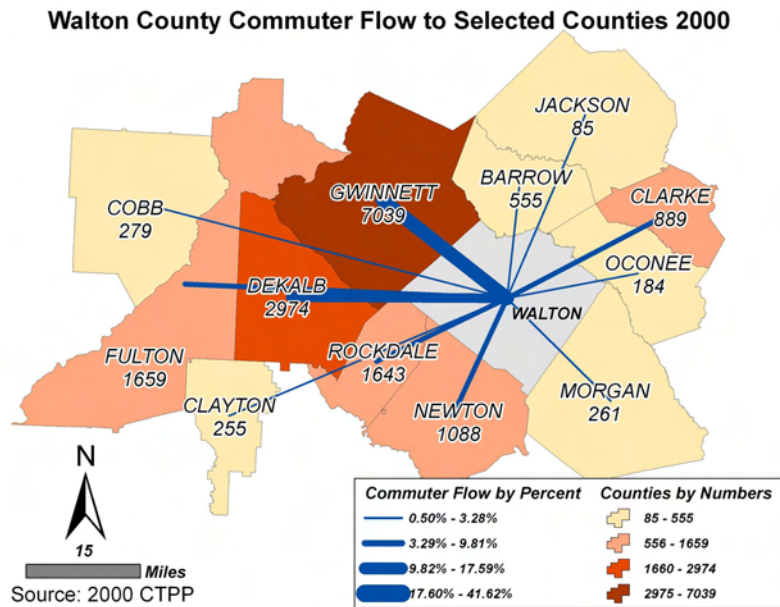 Walton County Commuter Flow to Selected Counties 2000
JACKSON
85
BARROW
555
GWINNETT
7039
CLARKE
889
COBB
279
OCONEE
184
DEKALB
2974
WALTON
ROCKDALE
1643
FULTON
1659
MORGAN
261
CLAYTON
255
NEWTON
1088
N
15
Miles
Source: 2000 CTPP
Commuter Flow by Percent
0.50% - 3.28%
3.29% - 9.81%
9.82% - 17.59%
17.60% - 41.62%
Counties by Numbers
85 - 555
556 - 1659
1660 - 2974
2975 - 7039